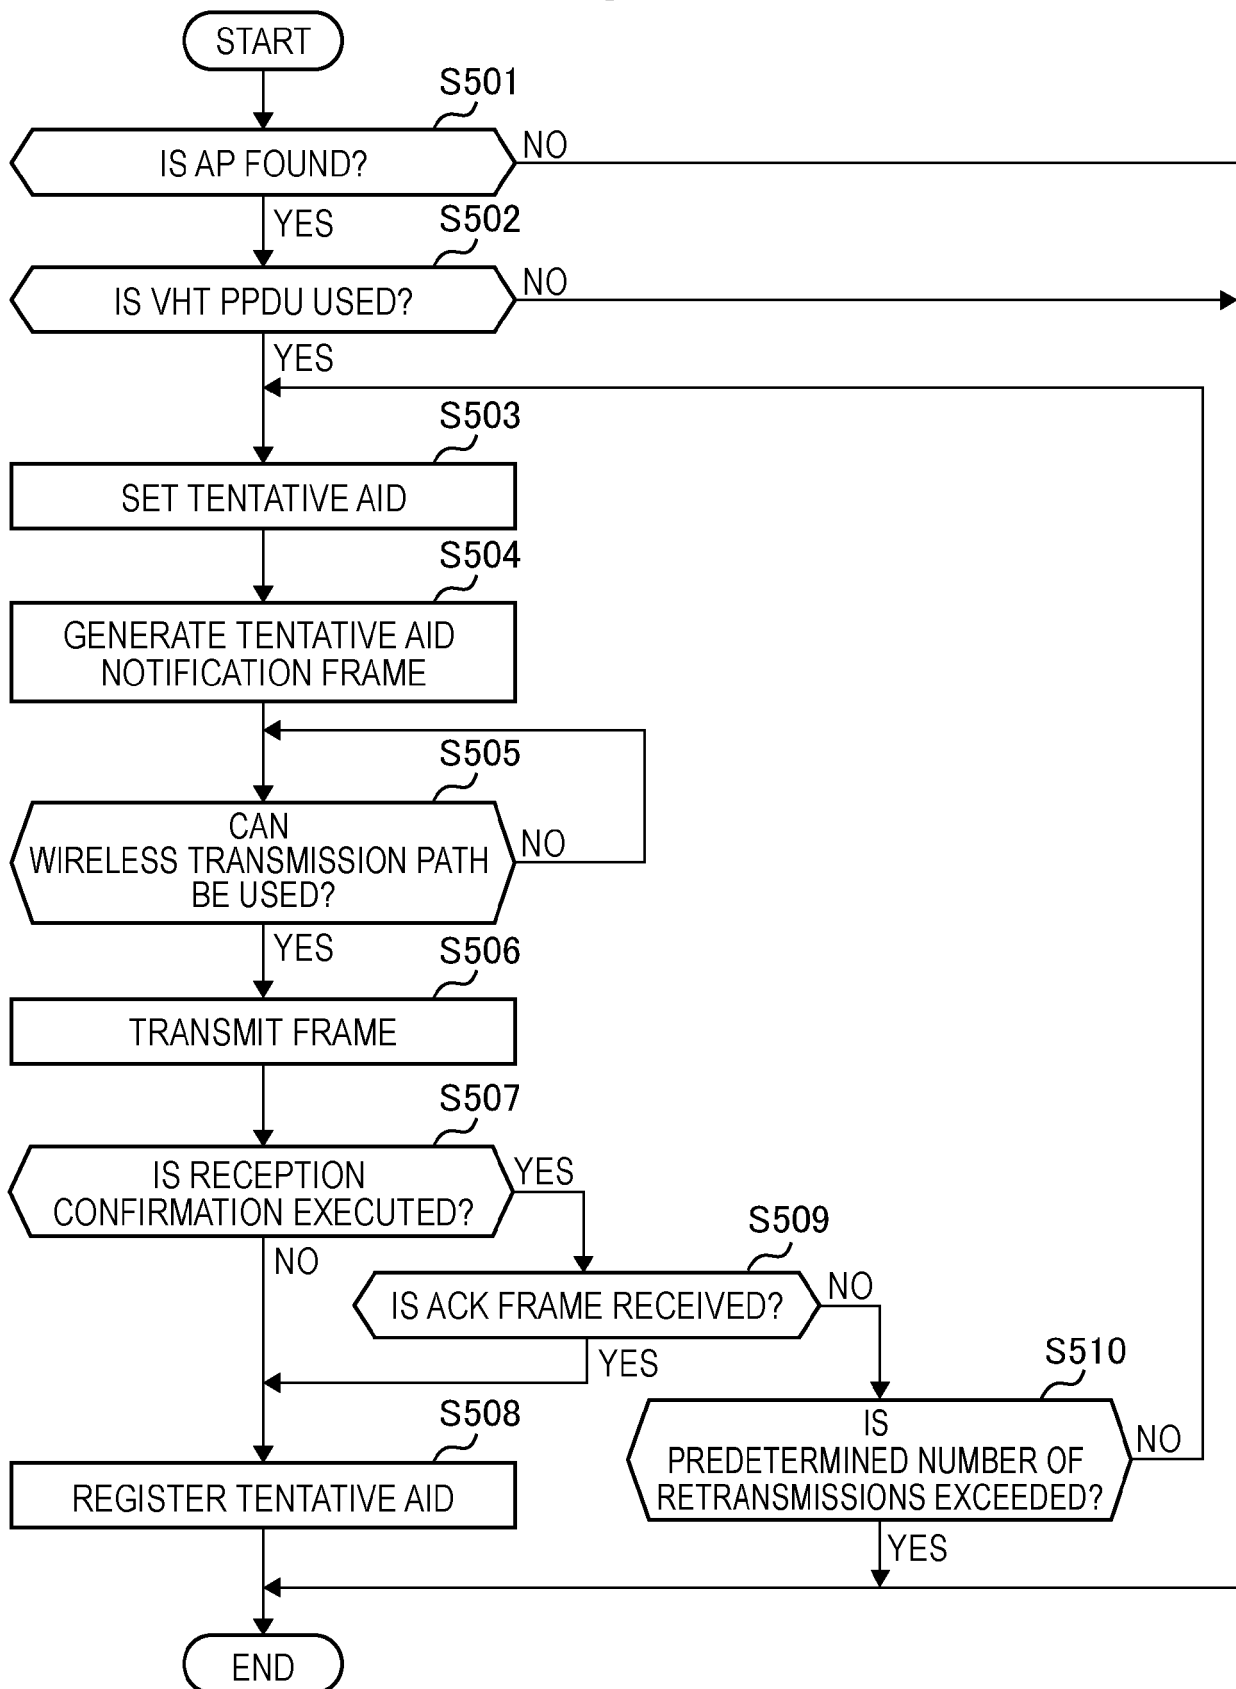 START
S501
IS AP FOUND?
NO
YES
S502
IS VHT PPDU USED?
NO
YES
S503
SET TENTATIVE AID
S504
GENERATE TENTATIVE AID
NOTIFICATION FRAME
S505
CAN
WIRELESS TRANSMISSION PATH
BE USED?
NO
YES
S506
TRANSMIT FRAME
S507
IS RECEPTION
CONFIRMATION EXECUTED?
YES
NO
S509
IS ACK FRAME RECEIVED?
NO
YES
S510
IS
PREDETERMINED NUMBER OF
RETRANSMISSIONS EXCEEDED?
NO
YES
S508
REGISTER TENTATIVE AID
END